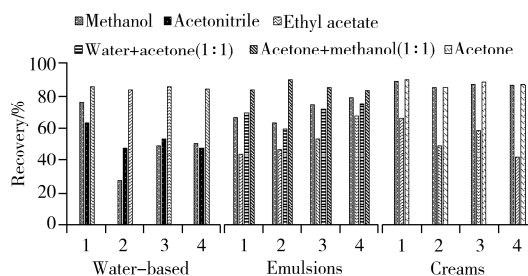 Methanol Acetonitrile Ethyl acetate
Water+acetone(1:1) Acetone+methanol(1:1) Acetone
100
80
60
40
20
0
Recovery/%
1 2 3 4 1 2 3 4 1 2 3 4
Water-based Emulsions Creams